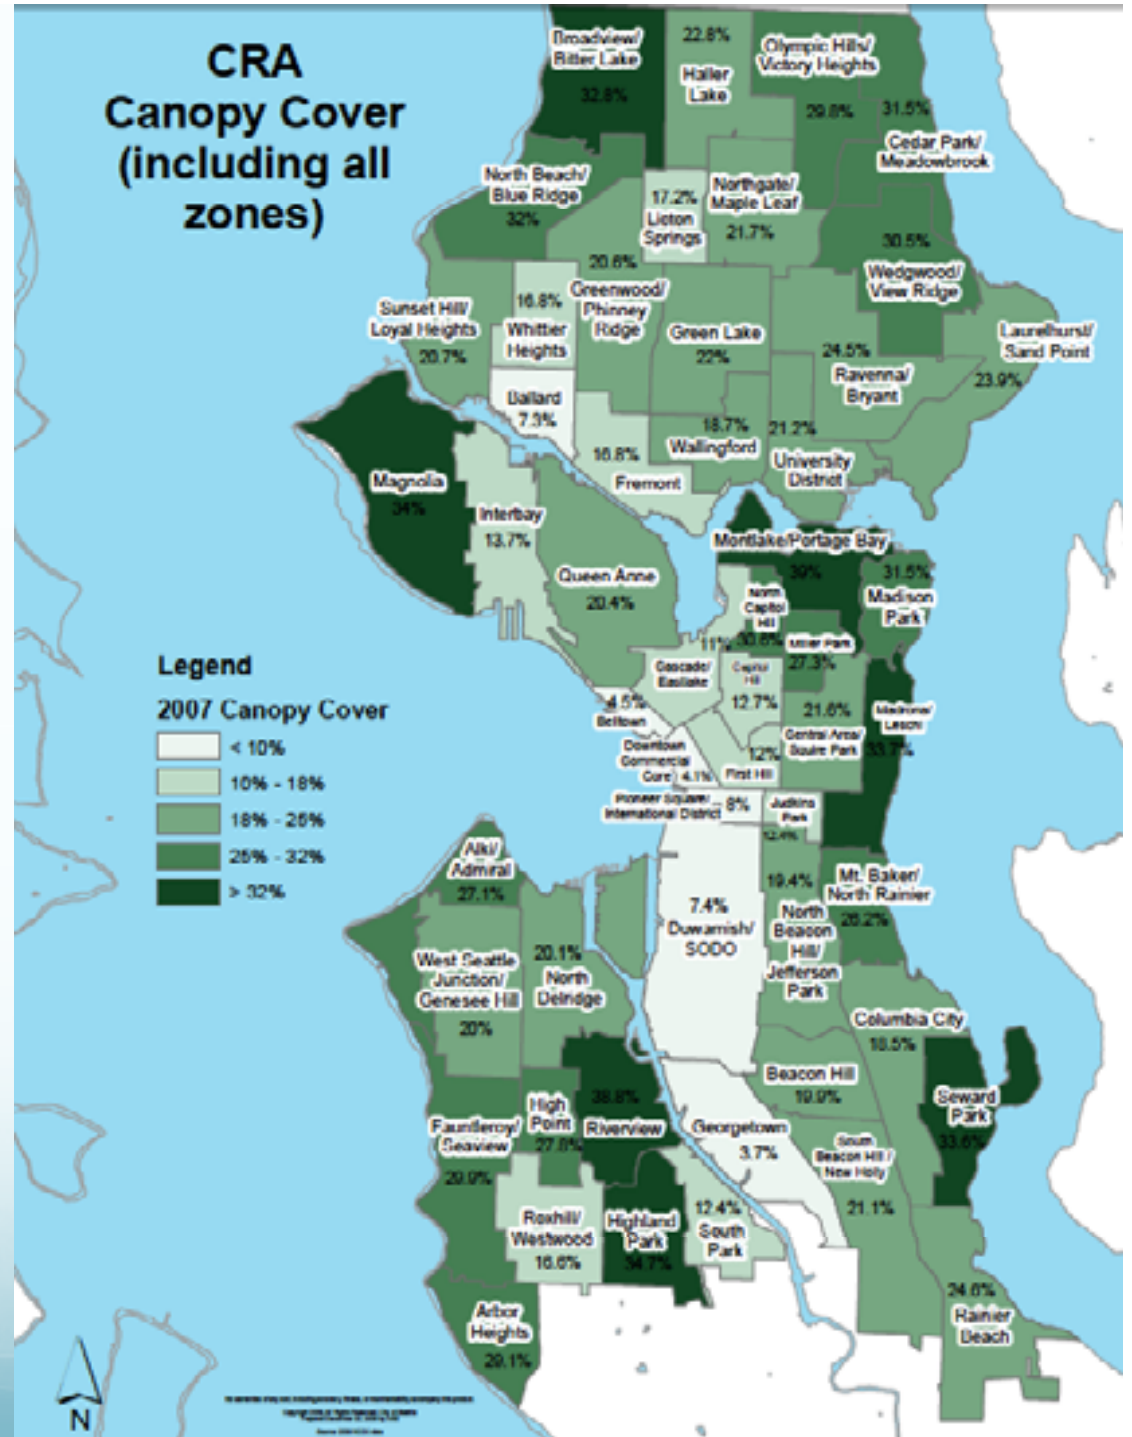 CRA
Canopy Cover
(including all
zones)
Broadview/
Bitter Lake
32.8%
22.8%
Haller
Lake
Olympic Hills/
Victory Heights
29.8%
31.5%
Cedar Park/
Meadowbrook
North Beach/
Blue Ridge
32%
17.2%
Licton
Springs
Northgate/
Maple Leaf
21.7%
30.5%
Wedgwood/
View Ridge
20.6%
Greenwood/
Phinney
Ridge
16.8%
Whittier
Heights
Sunset Hill/
Loyal Heights
20.7%
Green Lake
22%
24.5%
Ravenna/
Bryant
Laurelhurst/
Sand Point
23.9%
Ballard
7.3%
18.7%
Wallingford
21.2%
University
District
16.8%
Fremont
Magnolia
34%
Interbay
13.7%
Queen Anne
20.4%
Montlake/Portage Bay
39%
31.5%
Madison
Park
North
Capitol
Hill
30.6%
Miller Park
27.3%
11%
Cascade/
Eastlake
Capitol
Hill
12.7%
21.6%
Central Area/
Squire Park
Madrona/
Leschi
33.7%
4.5%
Belltown
Downtown
Commercial
Core 4.1%
12%
First Hill
Pioneer Square/
International District
8%
Judkins
Park
12.4%
Legend
2007 Canopy Cover
< 10%
10% - 18%
18% - 25%
25% - 32%
> 32%
Alki/
Admiral
27.1%
7.4%
Duwamish/
SODO
19.4%
North
Beacon
Hill/
Jefferson
Park
Mt. Baker/
North Rainier
26.2%
West Seattle
Junction/
Genesee Hill
20%
20.1%
North
Delridge
Columbia City
18.5%
Beacon Hill
19.9%
Seward
Park
33.6%
High
Point
27.8%
38.8%
Riverview
Georgetown
3.7%
Fauntleroy/
Seaview
29.9%
South
Beacon Hill/
New Holly
21.1%
Roxhill/
Westwood
16.6%
Highland
Park
34.7%
12.4%
South
Park
24.6%
Rainier
Beach
Arbor
Heights
29.1%
N